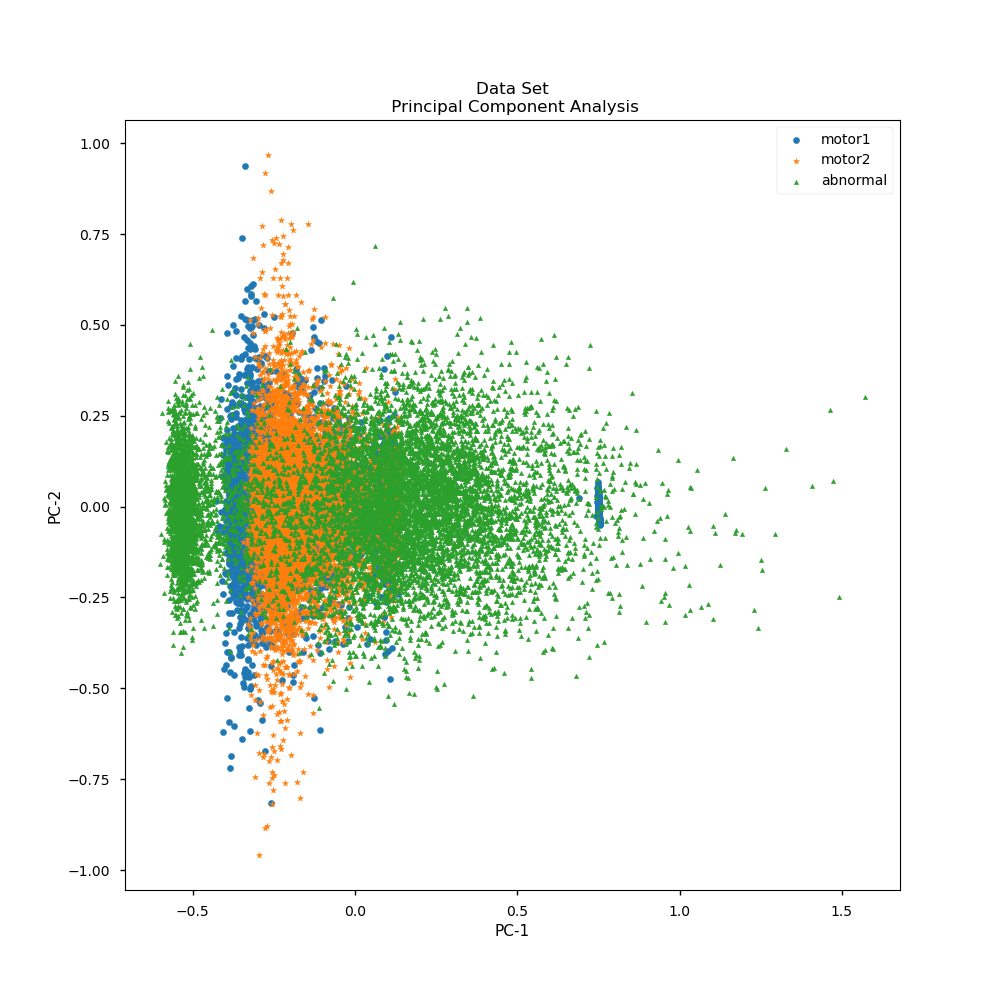 Data Set
Principal Component Analysis
motor1
motor2
abnormal
1.00
0.75
0.50
0.25
0.00
−0.25
−0.50
−0.75
−1.00
PC-2
−0.5
0.0
0.5
1.0
1.5
PC-1